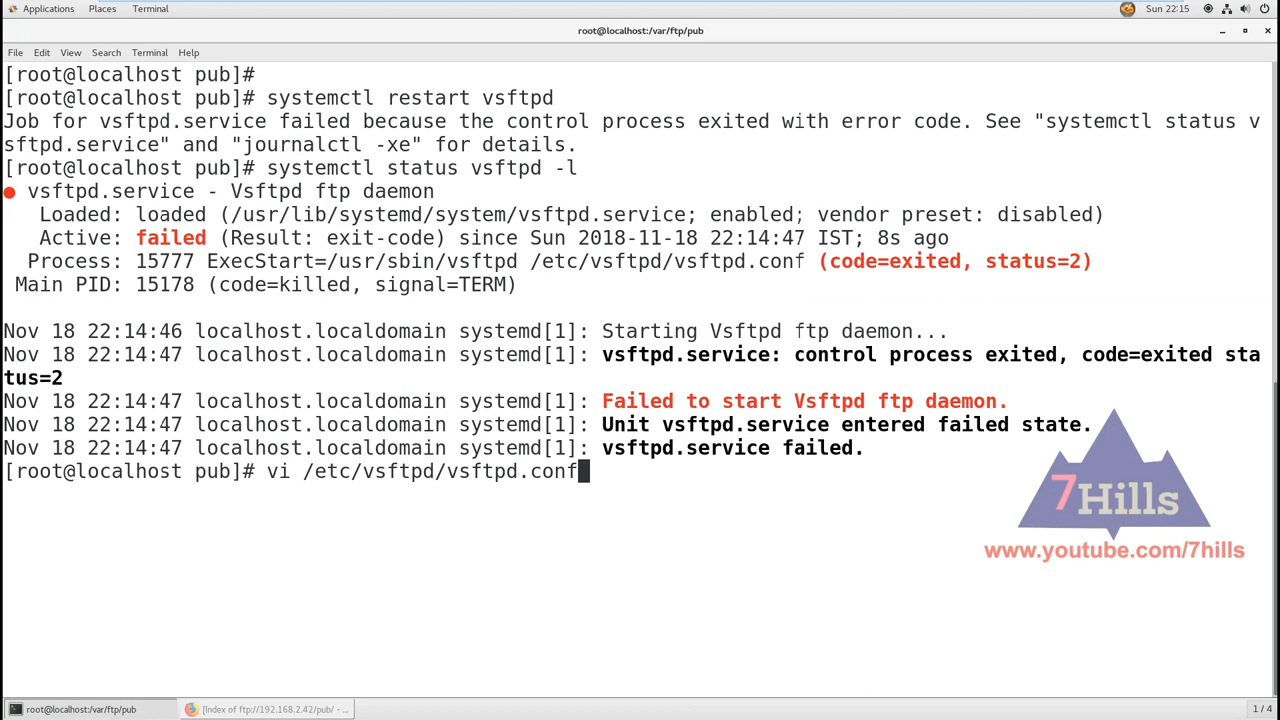 Applications Places Terminal Sun 22:15
root@localhost:/var/ftp/pub
File Edit View Search Terminal Help
[root@localhost pub]#
[root@localhost pub]# systemctl restart vsftpd
Job for vsftpd.service failed because the control process exited with error code. See "systemctl status v
sftpd.service" and "journalctl -xe" for details.
[root@localhost pub]# systemctl status vsftpd -l
● vsftpd.service - Vsftpd ftp daemon
Loaded: loaded (/usr/lib/systemd/system/vsftpd.service; enabled; vendor preset: disabled)
Active: failed (Result: exit-code) since Sun 2018-11-18 22:14:47 IST; 8s ago
Process: 15777 ExecStart=/usr/sbin/vsftpd /etc/vsftpd/vsftpd.conf (code=exited, status=2)
Main PID: 15178 (code=killed, signal=TERM)
Nov 18 22:14:46 localhost.localdomain systemd[1]: Starting Vsftpd ftp daemon...
Nov 18 22:14:47 localhost.localdomain systemd[1]: vsftpd.service: control process exited, code=exited sta
tus=2
Nov 18 22:14:47 localhost.localdomain systemd[1]: Failed to start Vsftpd ftp daemon.
Nov 18 22:14:47 localhost.localdomain systemd[1]: Unit vsftpd.service entered failed state.
Nov 18 22:14:47 localhost.localdomain systemd[1]: vsftpd.service failed.
[root@localhost pub]# vi /etc/vsftpd/vsftpd.conf
7Hills
www.youtube.com/7hills
root@localhost:/var/ftp/pub [Index of ftp://192.168.2.42/pub/ - ... 1 / 4